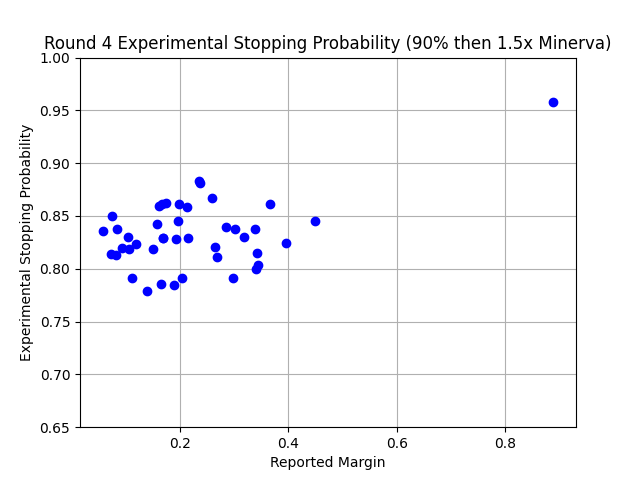 Round 4 Experimental Stopping Probability (90% then 1.5x Minerva)
1.00
0.95
0.90
0.85
0.80
0.75
0.70
0.65
Experimental Stopping Probability
0.2 0.4 0.6 0.8
Reported Margin